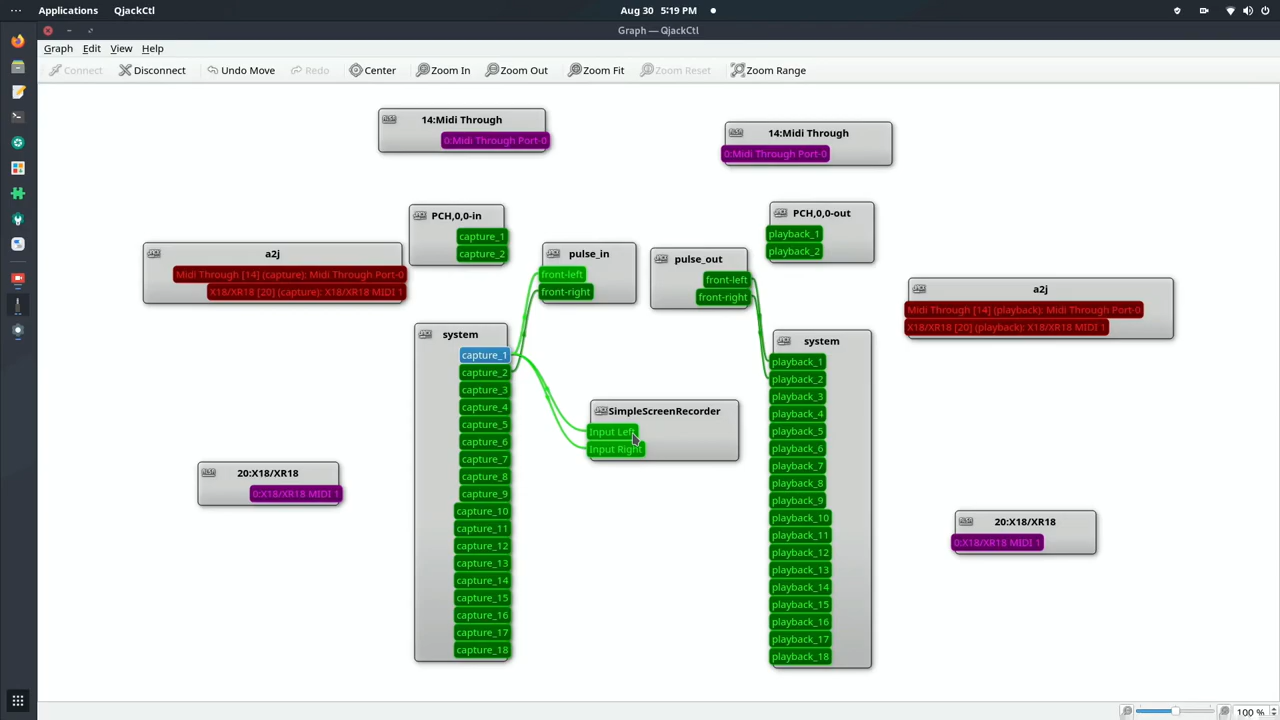 Applications QjackCtl Aug 30 5:19 PM
Graph — QjackCtl
Graph Edit View Help
Connect Disconnect Undo Move Redo Center Zoom In Zoom Out Zoom Fit Zoom Reset Zoom Range
14:Midi Through
0:Midi Through Port-0
14:Midi Through
0:Midi Through Port-0
PCH,0,0-in
capture_1
capture_2
PCH,0,0-out
playback_1
playback_2
a2j
Midi Through [14] (capture): Midi Through Port-0
X18/XR18 [20] (capture): X18/XR18 MIDI 1
pulse_in
front-left
front-right
pulse_out
front-left
front-right
a2j
Midi Through [14] (playback): Midi Through Port-0
X18/XR18 [20] (playback): X18/XR18 MIDI 1
system
capture_1
capture_2
capture_3
capture_4
capture_5
capture_6
capture_7
capture_8
capture_9
capture_10
capture_11
capture_12
capture_13
capture_14
capture_15
capture_16
capture_17
capture_18
SimpleScreenRecorder
Input Left
Input Right
system
playback_1
playback_2
playback_3
playback_4
playback_5
playback_6
playback_7
playback_8
playback_9
playback_10
playback_11
playback_12
playback_13
playback_14
playback_15
playback_16
playback_17
playback_18
20:X18/XR18
0:X18/XR18 MIDI 1
20:X18/XR18
0:X18/XR18 MIDI 1
100 %